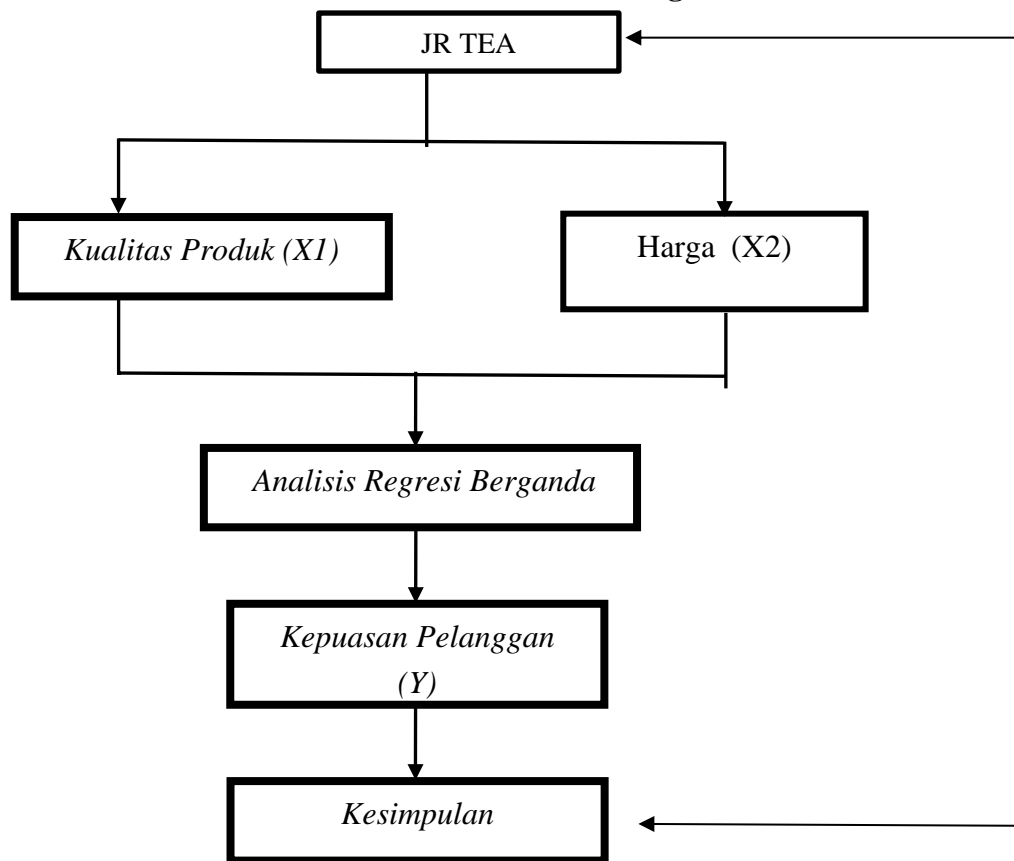 JR TEA
Kualitas Produk (X1)
Harga (X2)
Analisis Regresi Berganda
Kepuasan Pelanggan
(Y)
Kesimpulan